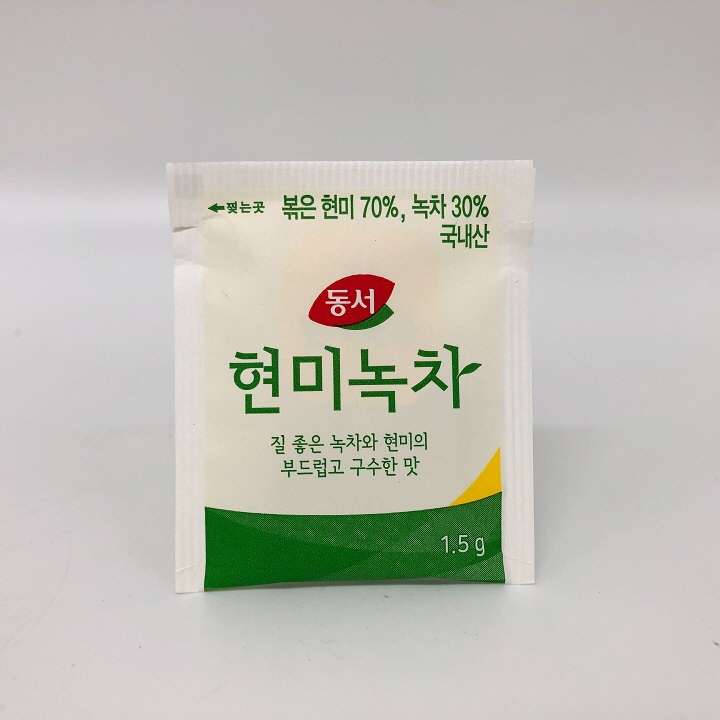 ←찢는곳 볶은 현미 70%, 녹차 30%
국내산
동서
현미녹차
질 좋은 녹차와 현미의
부드럽고 구수한 맛
1.5 g